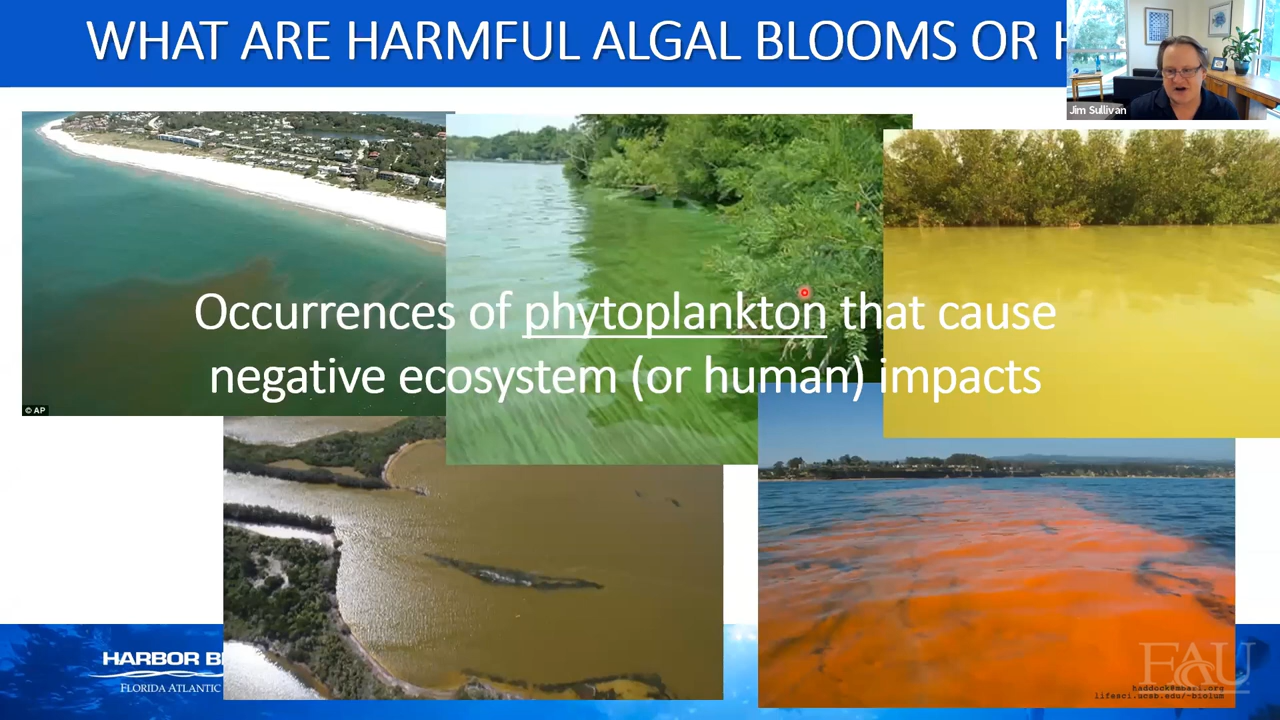 WHAT ARE HARMFUL ALGAL BLOOMS OR H
Jim Sullivan
Occurrences of phytoplankton that cause
negative ecosystem (or human) impacts
© AP
HARBOR B
FLORIDA ATLANTIC
FAU
haddock@mbari.org
lifesci.ucsb.edu/~biolum